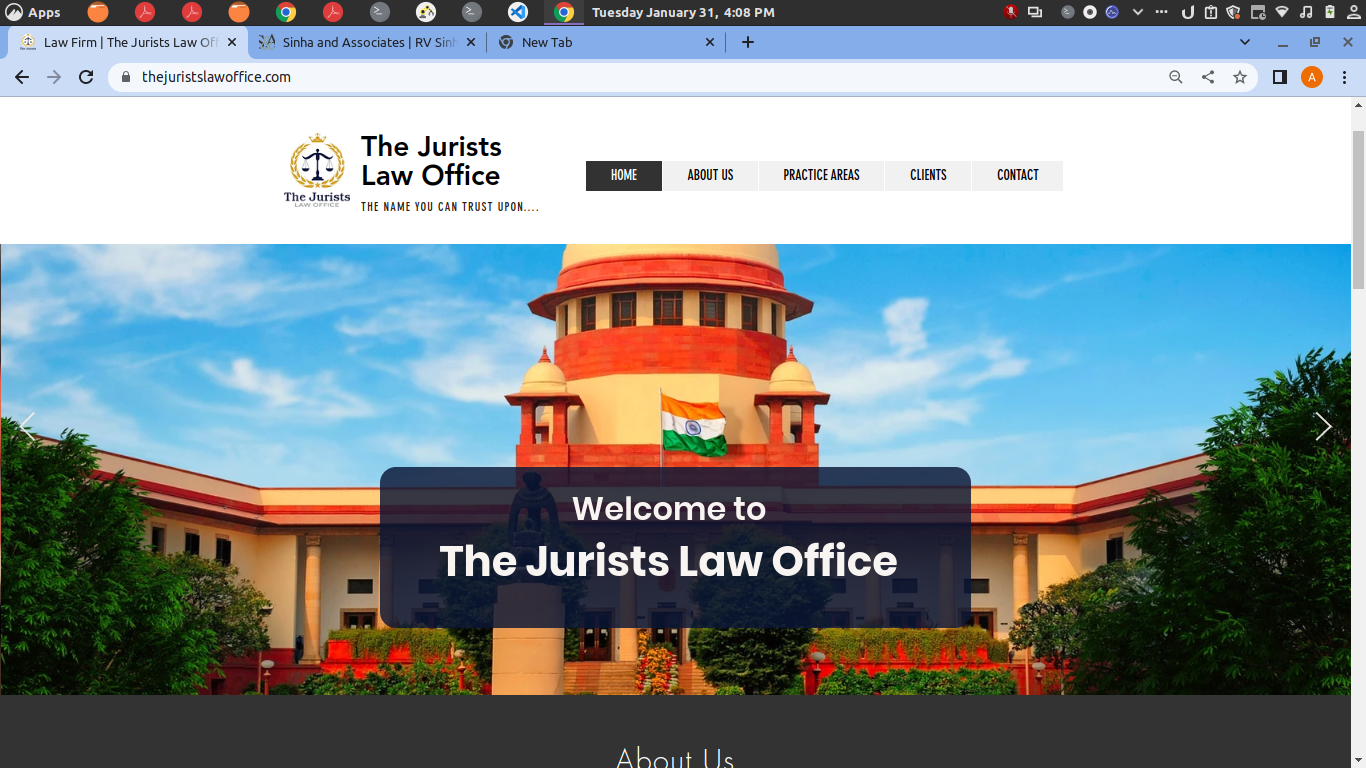 Apps
Tuesday January 31, 4:08 PM
Law Firm | The Jurists Law Of
Sinha and Associates | RV Sinh
New Tab
thejuristslawoffice.com
A
The Jurists
LAW OFFICE
The Jurists
Law Office
THE NAME YOU CAN TRUST UPON....
HOME
ABOUT US
PRACTICE AREAS
CLIENTS
CONTACT
Welcome to
The Jurists Law Office
About Us